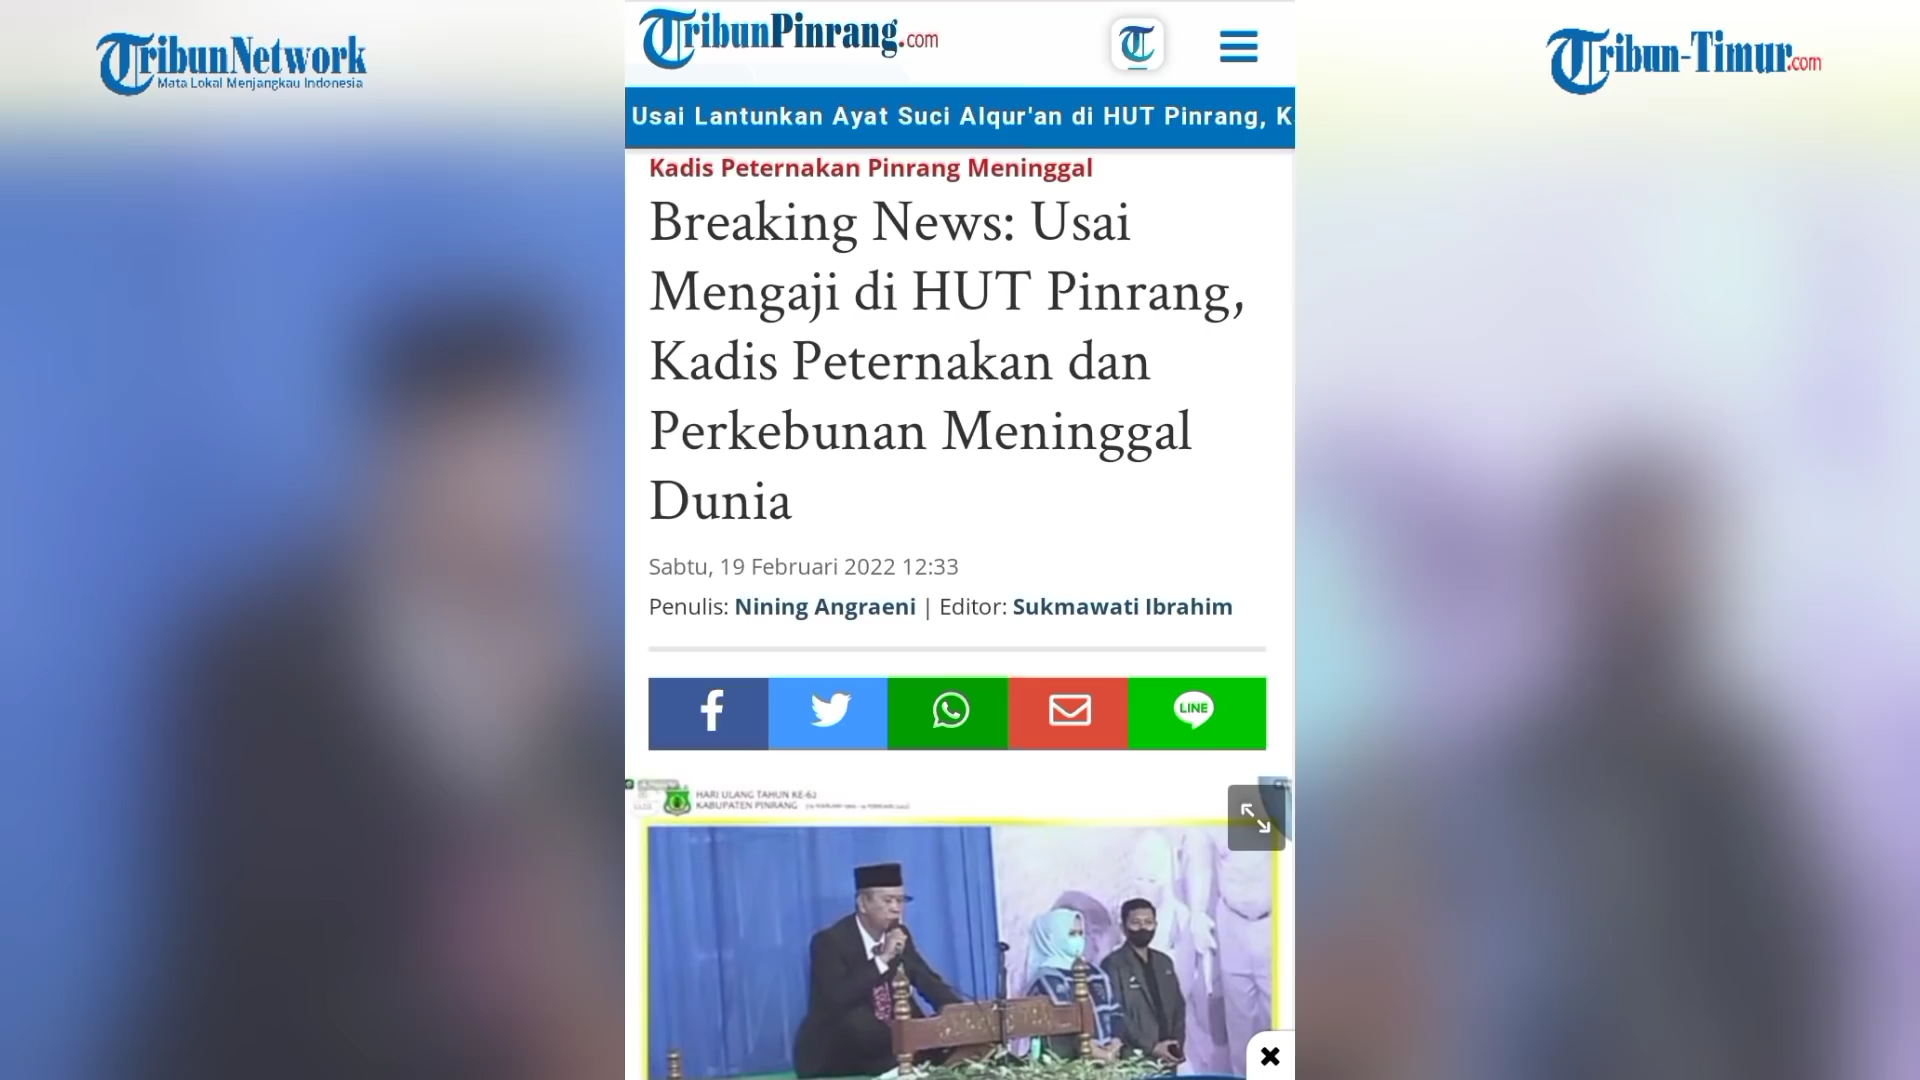 TribunNetwork
Mata Lokal Menjangkau Indonesia
TribunPinrang.com
Tribun-Timur.com
Usai Lantunkan Ayat Suci Alqur'an di HUT Pinrang, K
Kadis Peternakan Pinrang Meninggal
Breaking News: Usai
Mengaji di HUT Pinrang,
Kadis Peternakan dan
Perkebunan Meninggal
Dunia
Sabtu, 19 Februari 2022 12:33
Penulis: Nining Angraeni | Editor: Sukmawati Ibrahim
LINE
HARI ULANG TAHUN KE-62
KABUPATEN PINRANG